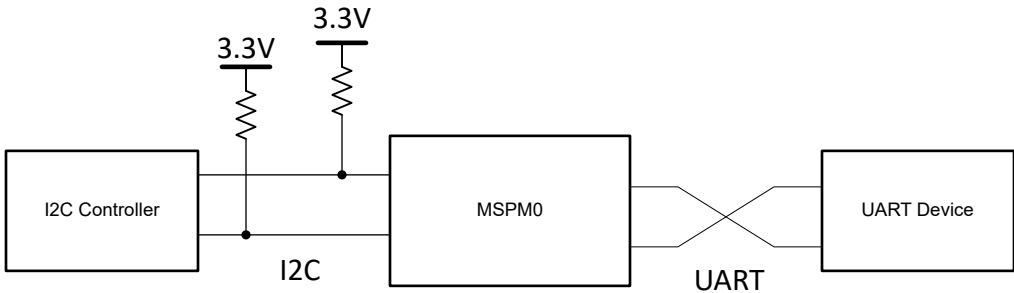 3.3V
3.3V
I2C Controller
MSPM0
UART Device
I2C
UART